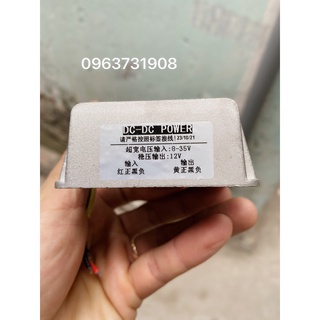 0963731908
DC-DC POWER
请严格按照标签接线!23/10/21
超宽电压输入:8-35V
稳压输出:12V
输入 输出
红正黑负 黄正黑负